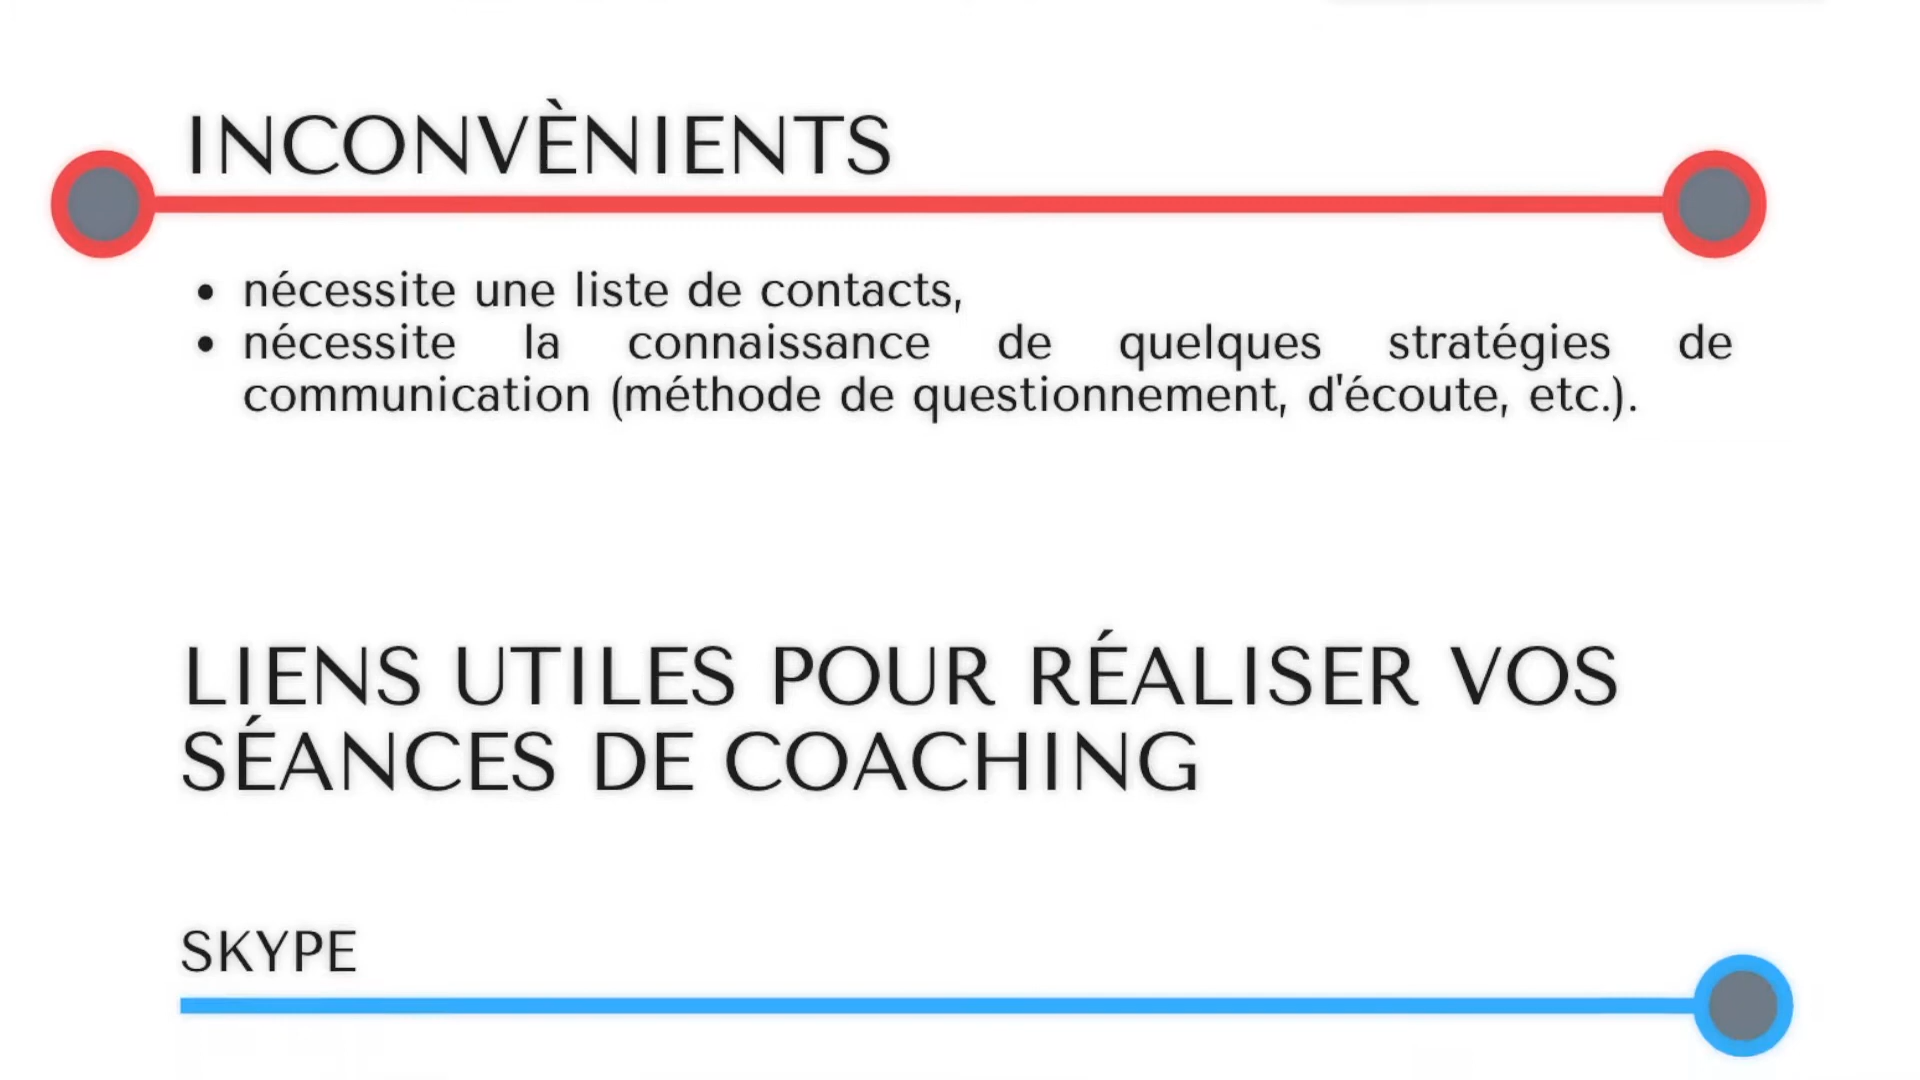 INCONVÈNIENTS
• nécessite une liste de contacts,
• nécessite la connaissance de quelques stratégies de
communication (méthode de questionnement, d'écoute, etc.).
LIENS UTILES POUR RÉALISER VOS
SÉANCES DE COACHING
SKYPE